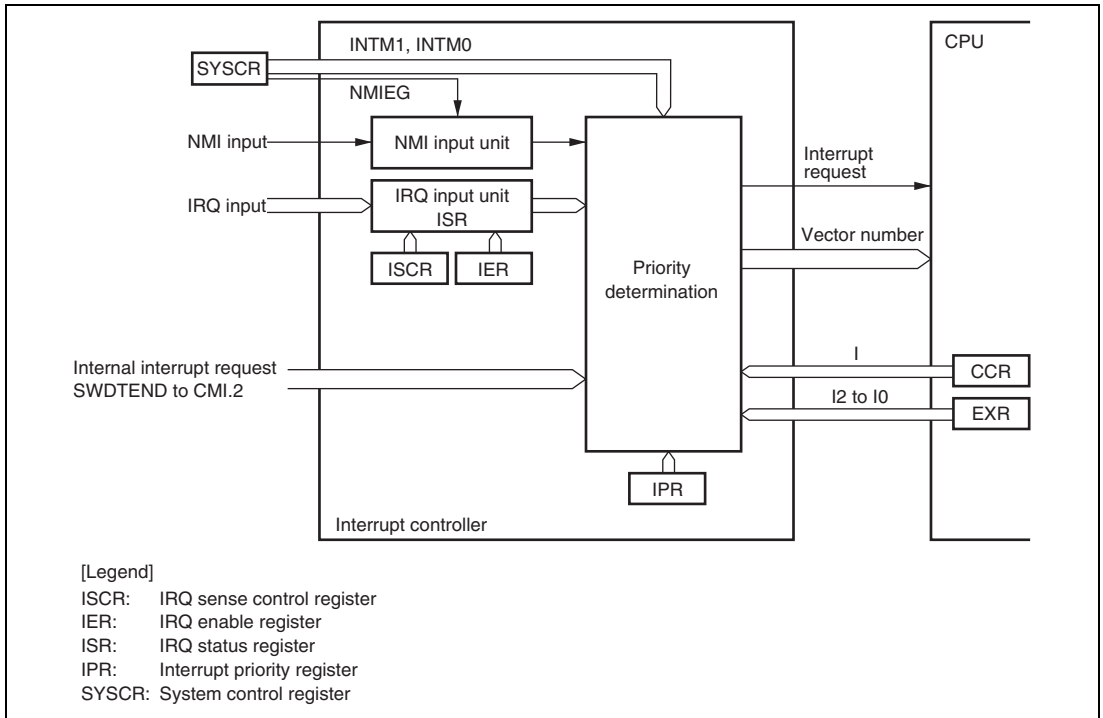 INTM1, INTM0
CPU
SYSCR
NMIEG
NMI input
NMI input unit
Interrupt
request
IRQ input
IRQ input unit
ISR
Vector number
ISCR
IER
Priority
determination
Internal interrupt request
SWDTEND to CMI.2
I
CCR
I2 to I0
EXR
IPR
Interrupt controller
[Legend]
ISCR: IRQ sense control register
IER: IRQ enable register
ISR: IRQ status register
IPR: Interrupt priority register
SYSCR: System control register